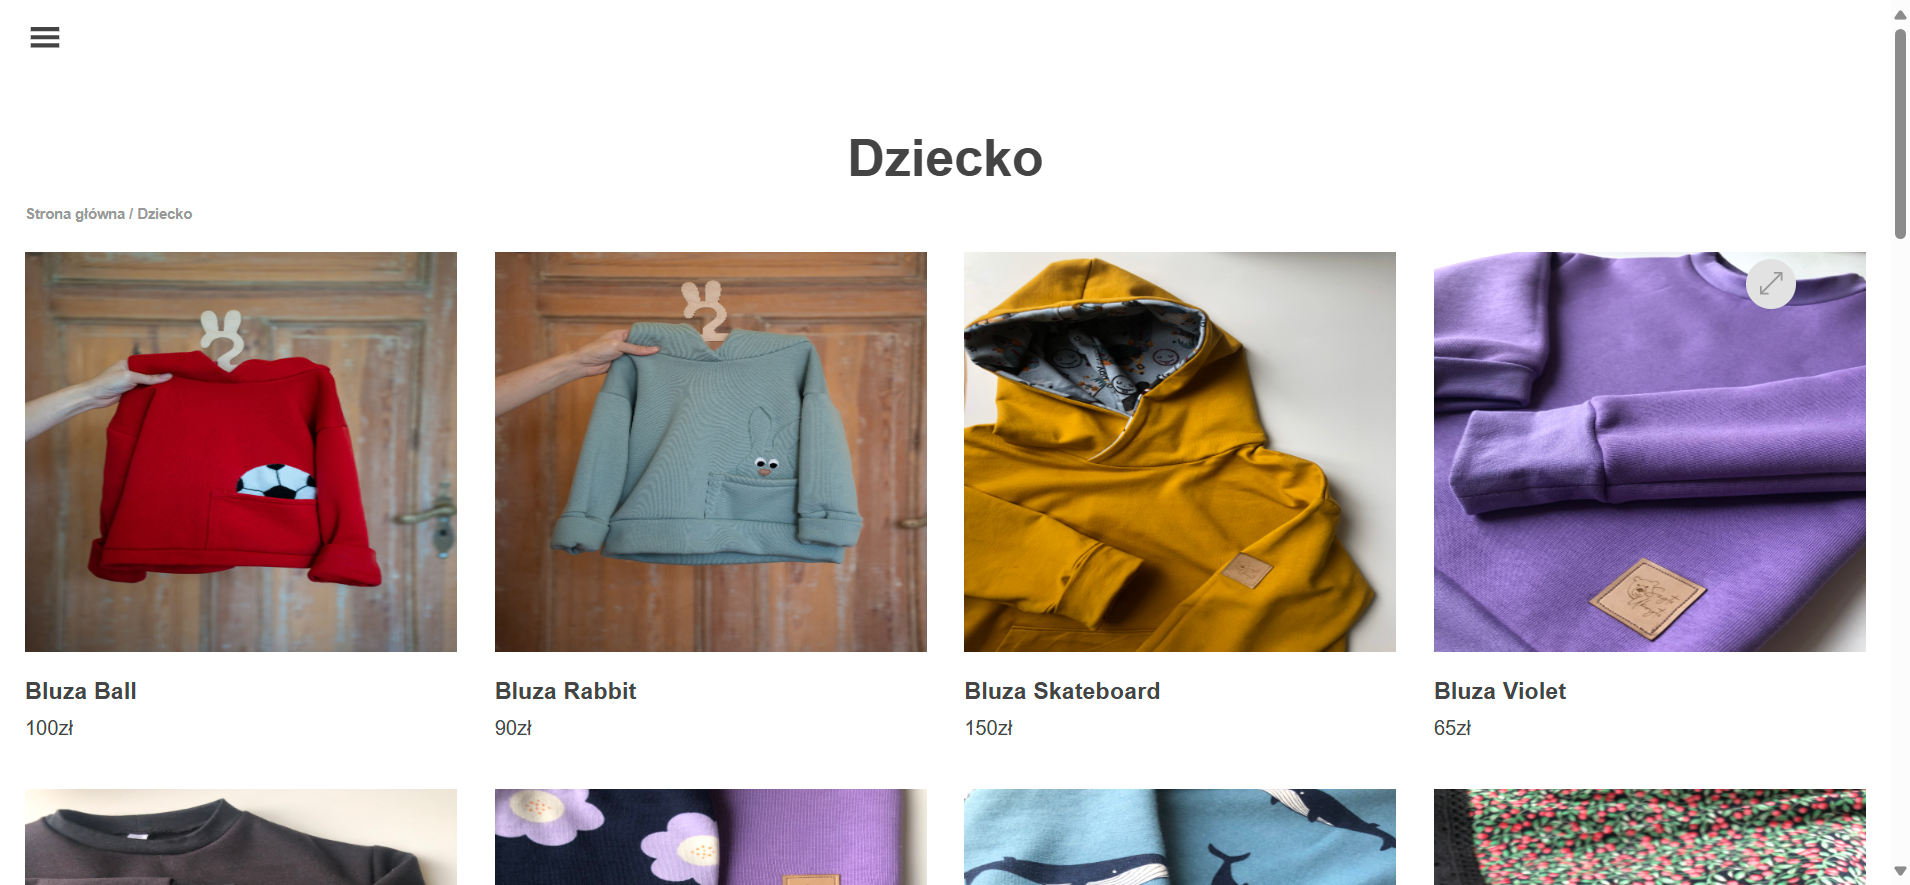 Dziecko
Strona główna / Dziecko
Bluza Ball
100zł
Bluza Rabbit
90zł
Bluza Skateboard
150zł
Bluza Violet
65zł